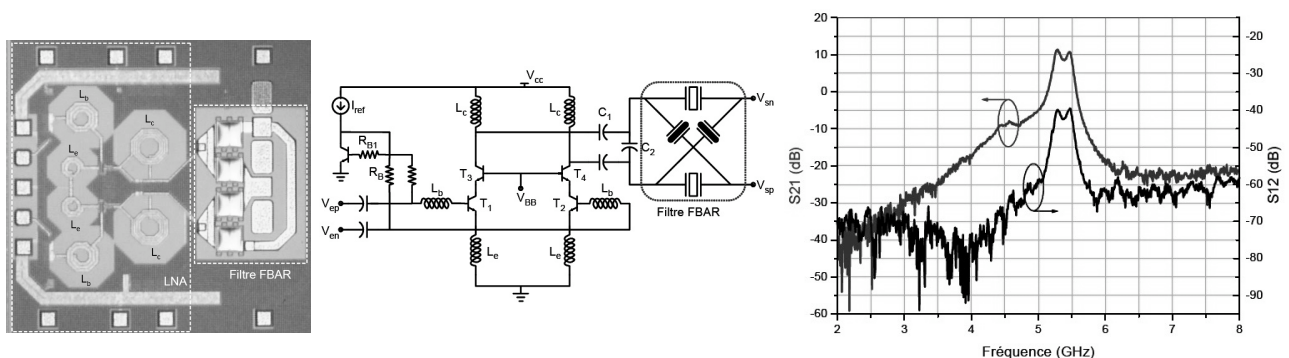 Lb
Lc
Le
Le
Lc
Lb
LNA
Filtre FBAR
Vcc
Iref
Lc
Lc
C1
Vsn
RB1
RB
C2
T3
T4
Lb
VBB
Lb
Vep
T1
T2
Ven
Vsp
Filtre FBAR
Le
Le
20
10
0
-10
-20
-30
-40
-50
-60
S21 (dB)
-20
-30
-40
-50
-60
-70
-80
-90
S12 (dB)
2 3 4 5 6 7 8
Fréquence (GHz)